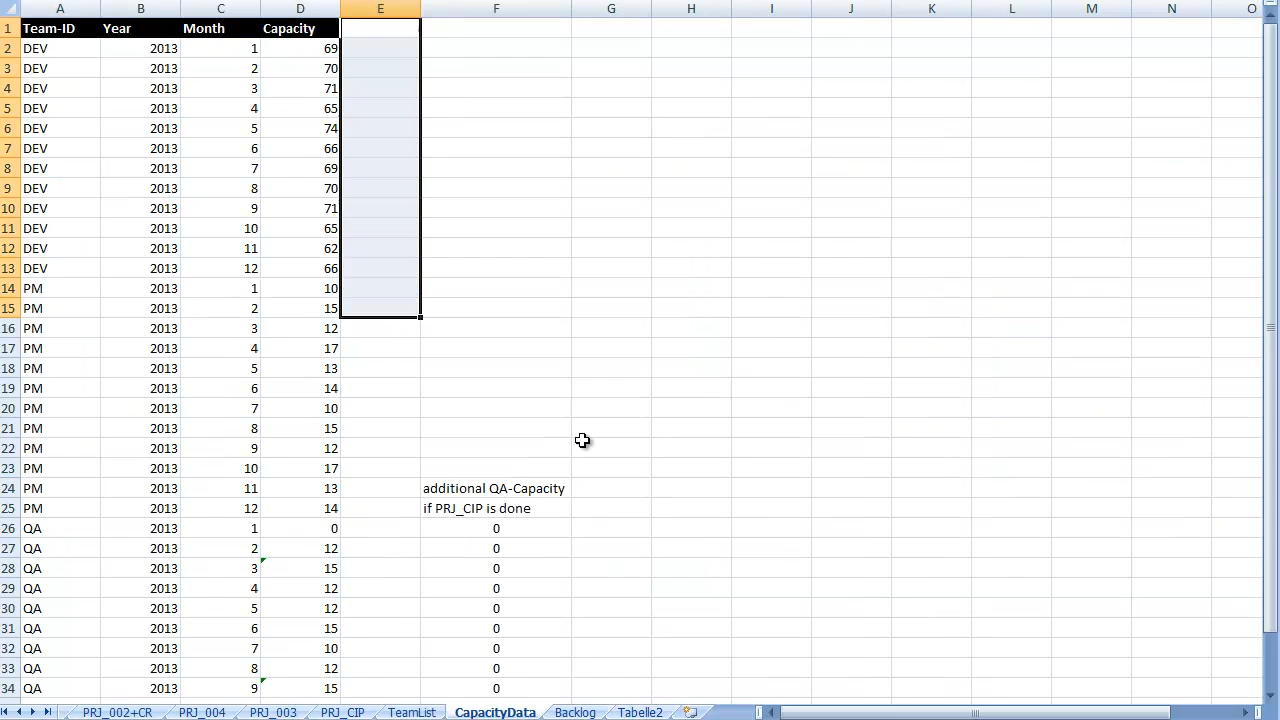 A B C D E F G H I J K L M N O
1 Team-ID Year Month Capacity
2 DEV 2013 1 69
3 DEV 2013 2 70
4 DEV 2013 3 71
5 DEV 2013 4 65
6 DEV 2013 5 74
7 DEV 2013 6 66
8 DEV 2013 7 69
9 DEV 2013 8 70
10 DEV 2013 9 71
11 DEV 2013 10 65
12 DEV 2013 11 62
13 DEV 2013 12 66
14 PM 2013 1 10
15 PM 2013 2 15
16 PM 2013 3 12
17 PM 2013 4 17
18 PM 2013 5 13
19 PM 2013 6 14
20 PM 2013 7 10
21 PM 2013 8 15
22 PM 2013 9 12
23 PM 2013 10 17
24 PM 2013 11 13 additional QA-Capacity
25 PM 2013 12 14 if PRJ_CIP is done
26 QA 2013 1 0 0
27 QA 2013 2 12 0
28 QA 2013 3 15 0
29 QA 2013 4 12 0
30 QA 2013 5 12 0
31 QA 2013 6 15 0
32 QA 2013 7 10 0
33 QA 2013 8 12 0
34 QA 2013 9 15 0
PRJ_002+CR PRJ_004 PRJ_003 PRJ_CIP TeamList CapacityData Backlog Tabelle2